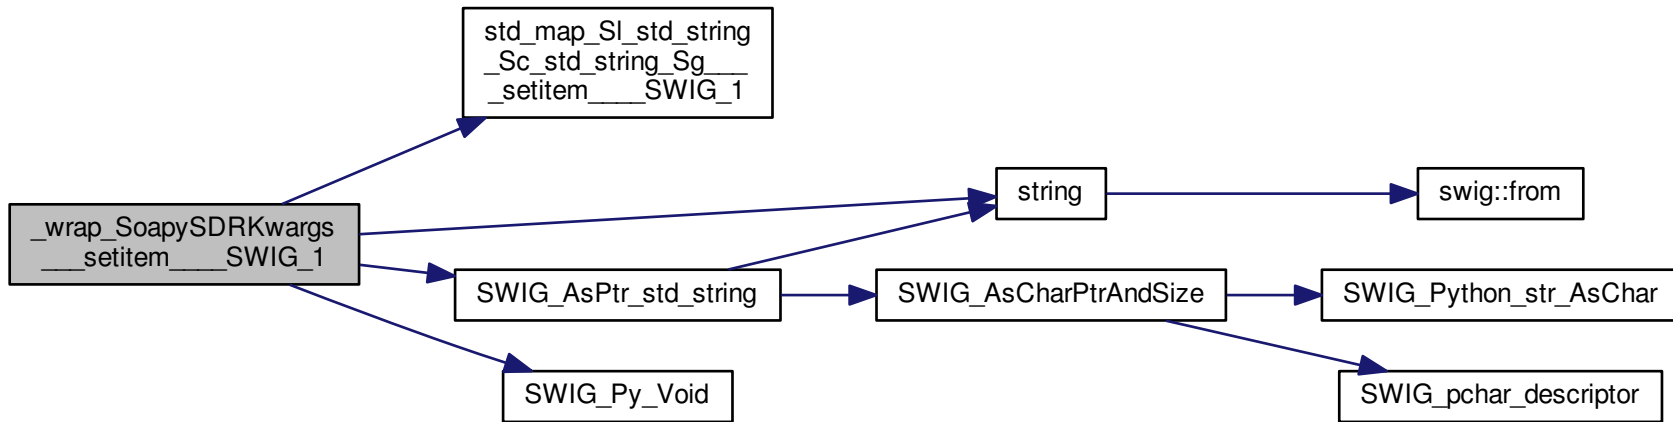 std_map_Sl_std_string
_Sc_std_string_Sg___
_setitem____SWIG_1
_wrap_SoapySDRKwargs
___setitem____SWIG_1
string
swig::from
SWIG_AsPtr_std_string
SWIG_AsCharPtrAndSize
SWIG_Python_str_AsChar
SWIG_Py_Void
SWIG_pchar_descriptor